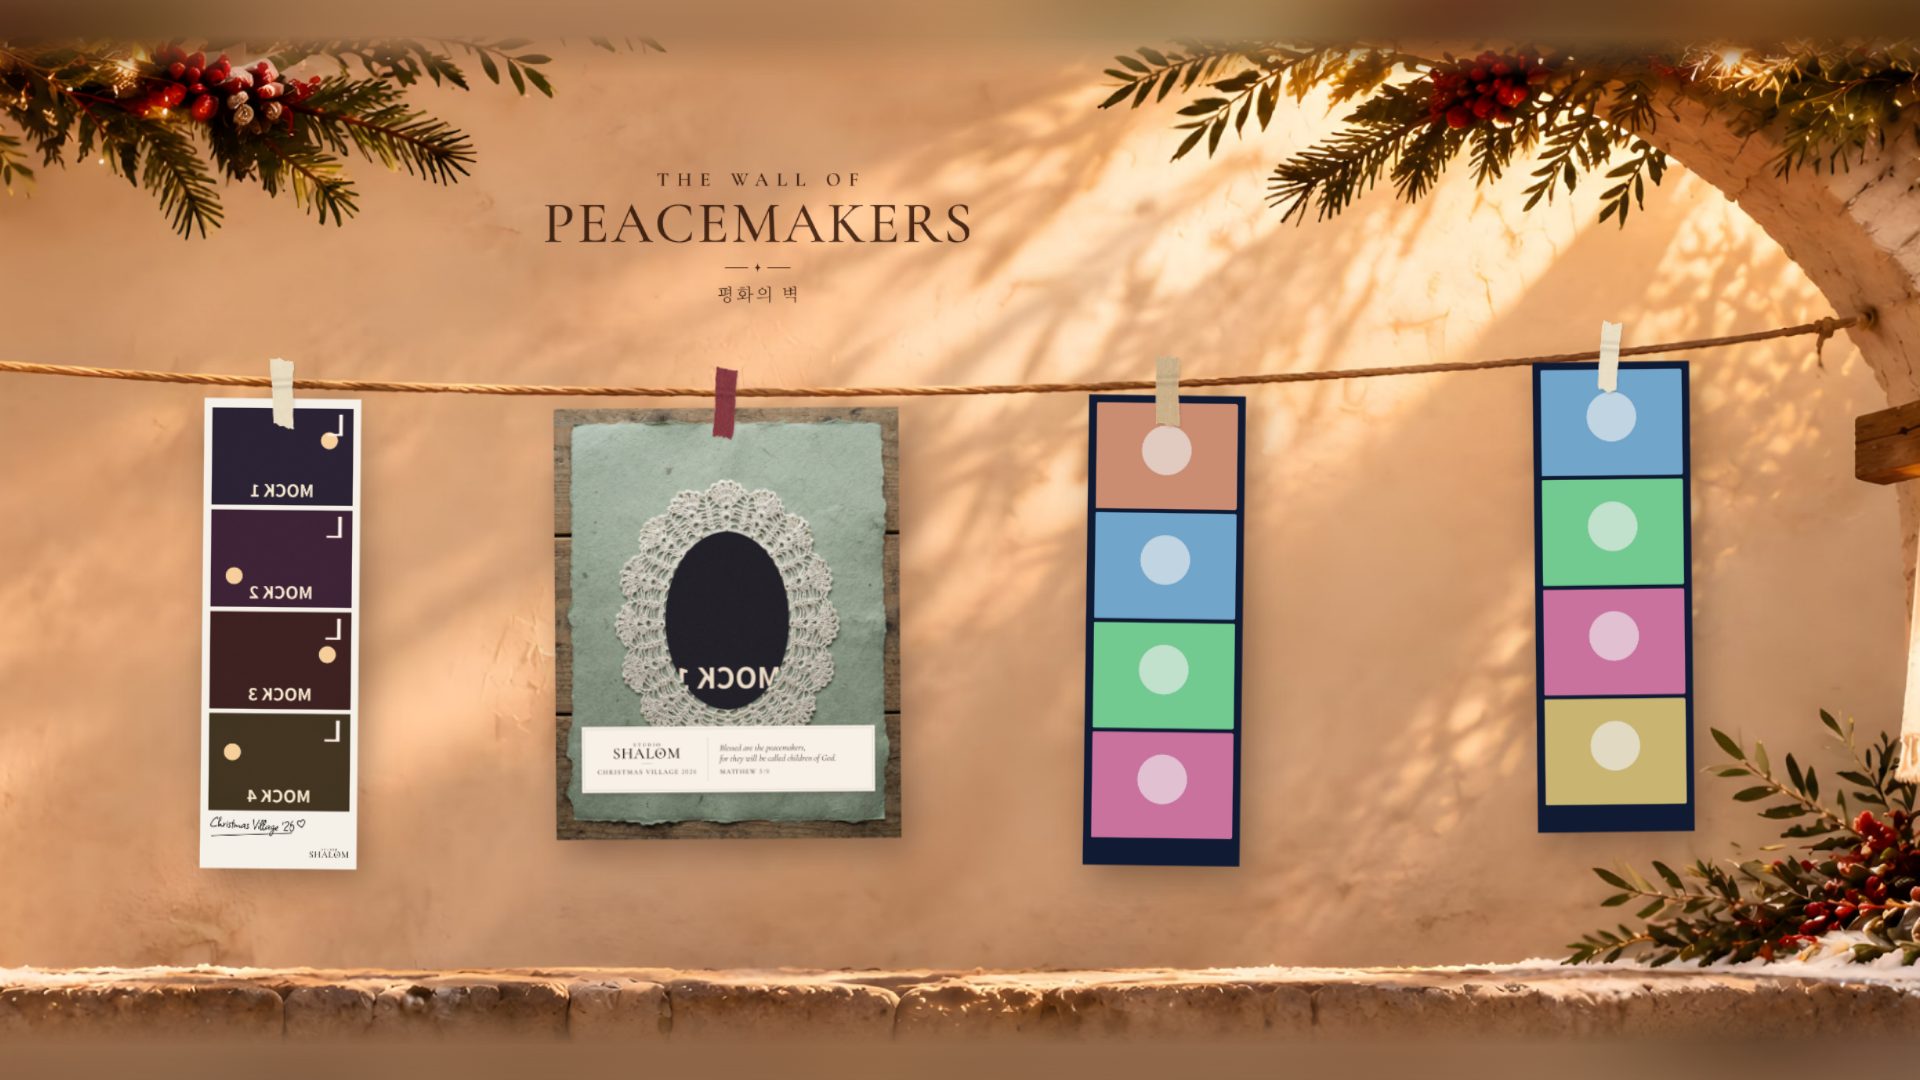 THE WALL OF
PEACEMAKERS
평화의 벽
MOCK 1
MOCK 2
MOCK 3
MOCK 4
Christmas Village '26♡
STUDIO
SHALOM
MOCK 1
STUDIO
SHALOM
CHRISTMAS VILLAGE 2026
Blessed are the peacemakers,
for they will be called children of God.
MATTHEW 5:9